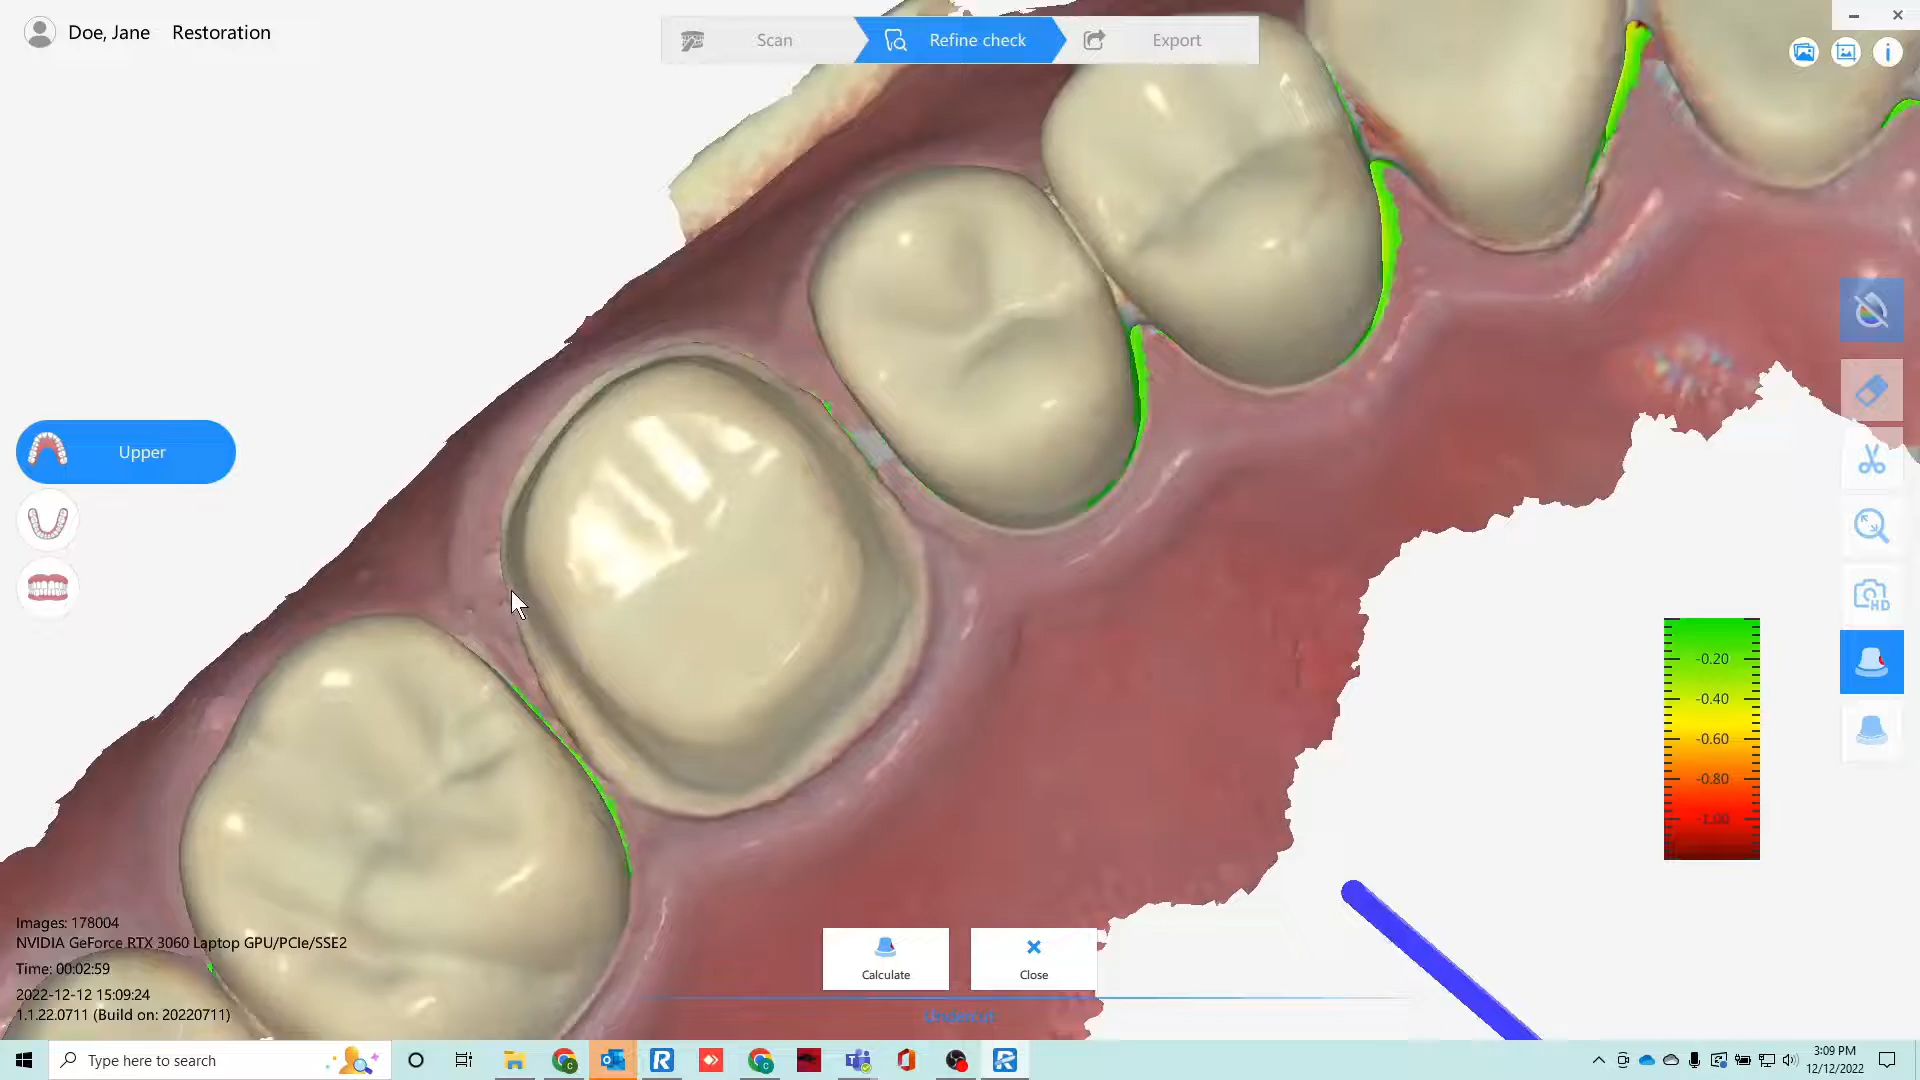 Doe, Jane Restoration
Scan
Refine check
Export
Upper
-0.20
-0.40
-0.60
-0.80
-1.00
Images: 178004
NVIDIA GeForce RTX 3060 Laptop GPU/PCIe/SSE2
Time: 00:02:59
2022-12-12 15:09:24
1.1.22.0711 (Build on: 20220711)
HD
Calculate
Close
Undercut
Type here to search
3:09 PM
12/12/2022